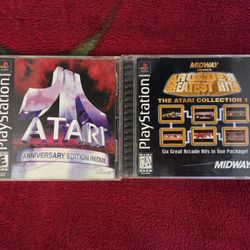 PlayStation
ATARI
ANNIVERSARY EDITION REDUX
PlayStation
MIDWAY
PRESENTS
ARCADE'S
GREATEST HITS
THE ATARI COLLECTION
Six Great Arcade Hits in One Package!
MIDWAY